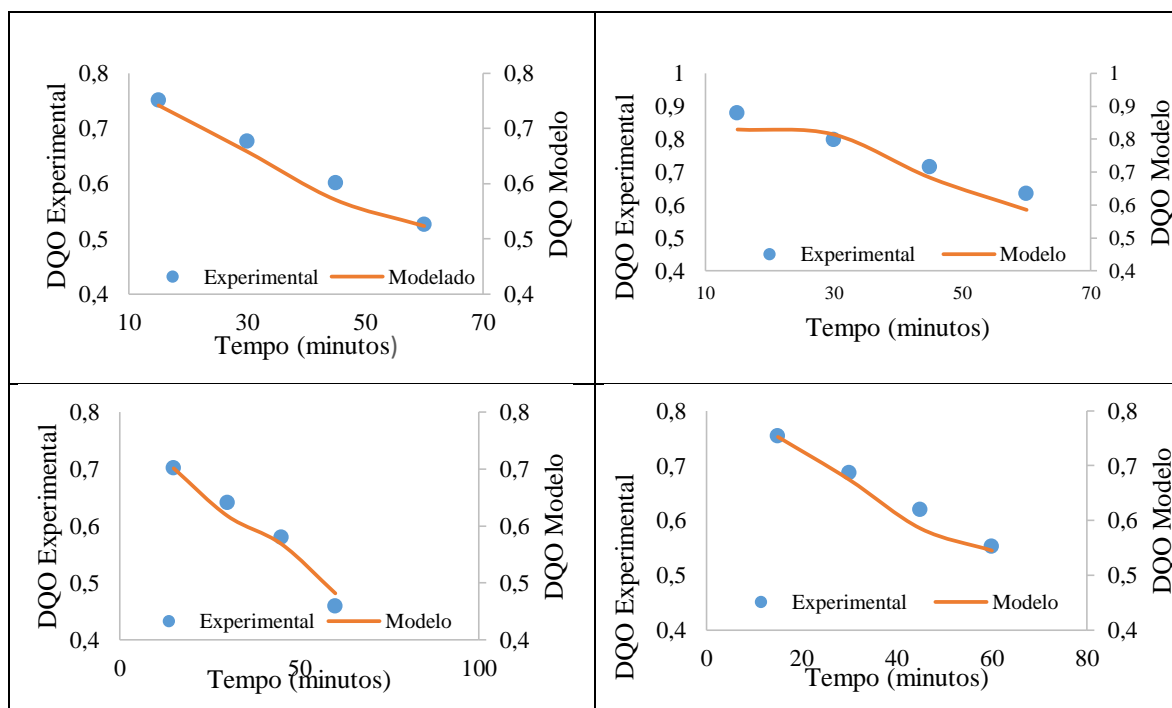 0,8
0,7
0,6
0,5
0,4
0,8
0,7
0,6
0,5
0,4
10 30 50 70
DQO Experimental
DQO Modelo
Experimental Modelado
Tempo (minutos)
1
0,9
0,8
0,7
0,6
0,5
0,4
1
0,9
0,8
0,7
0,6
0,5
0,4
10 30 50 70
DQO Experimental
DQO Modelo
Experimental Modelo
Tempo (minutos)
0,8
0,7
0,6
0,5
0,4
0,8
0,7
0,6
0,5
0,4
0 50 100
DQO Experimental
DQO Modelo
Experimental Modelo
Tempo (minutos)
0,8
0,7
0,6
0,5
0,4
0,8
0,7
0,6
0,5
0,4
0 20 40 60 80
DQO Experimental
DQO Modelo
Experimental Modelo
Tempo (minutos)